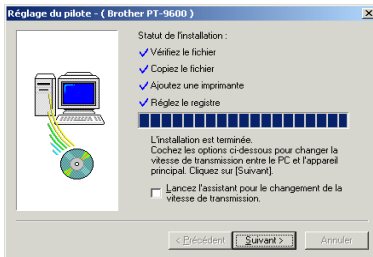 Réglage du pilote - ( Brother PT-9600 )
Statut de l'installation :
Vérifiez le fichier
Copiez le fichier
Ajoutez une imprimante
Réglez le registre
L'installation est terminée.
Cochez les options ci-dessous pour changer la
vitesse de transmission entre le PC et l'appareil
principal. Cliquez sur [Suivant].
Lancez l'assistant pour le changement de la
vitesse de transmission.
< Précédent Suivant > Annuler